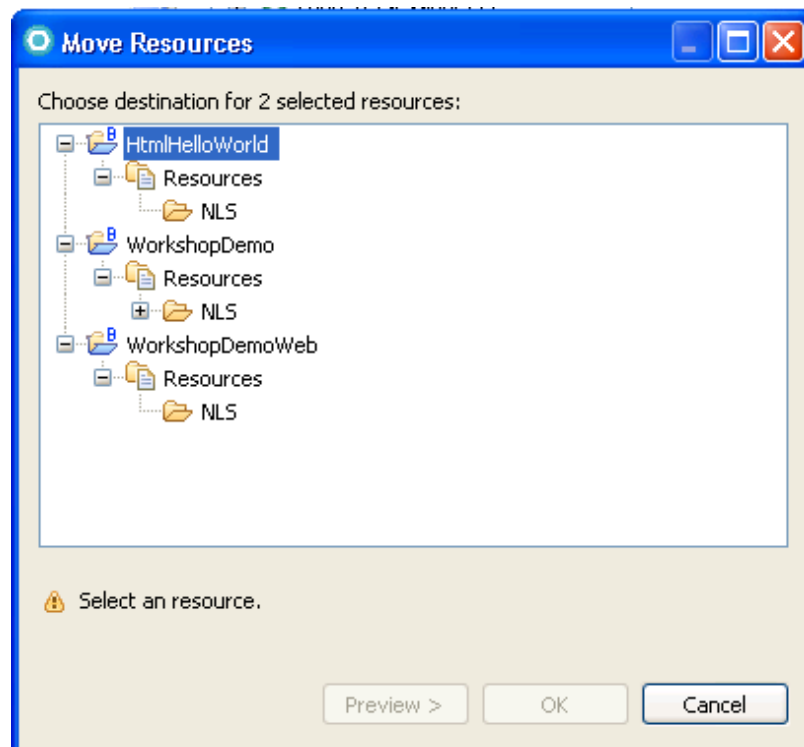 Move Resources
Choose destination for 2 selected resources:
B HtmlHelloWorld
Resources
NLS
B WorkshopDemo
Resources
NLS
B WorkshopDemoWeb
Resources
NLS
Select an resource.
Preview > OK Cancel